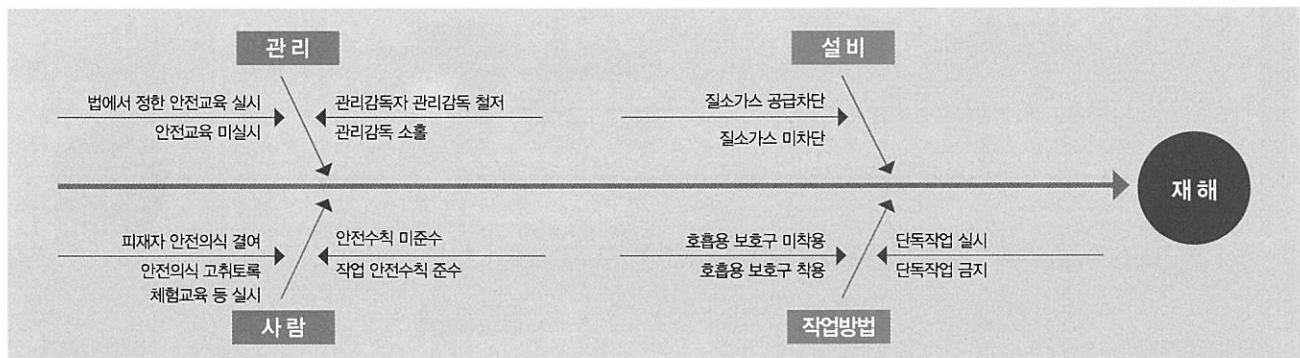 관리
설비
법에서 정한 안전교육 실시
안전교육 미실시
관리감독자 관리감독 철저
관리감독 소홀
질소가스 공급차단
질소가스 미차단
재해
피재자 안전의식 결여
안전의식 고취토록
체험교육 등 실시
안전수칙 미준수
작업 안전수칙 준수
호흡용 보호구 미착용
호흡용 보호구 착용
단독작업 실시
단독작업 금지
사람
작업방법